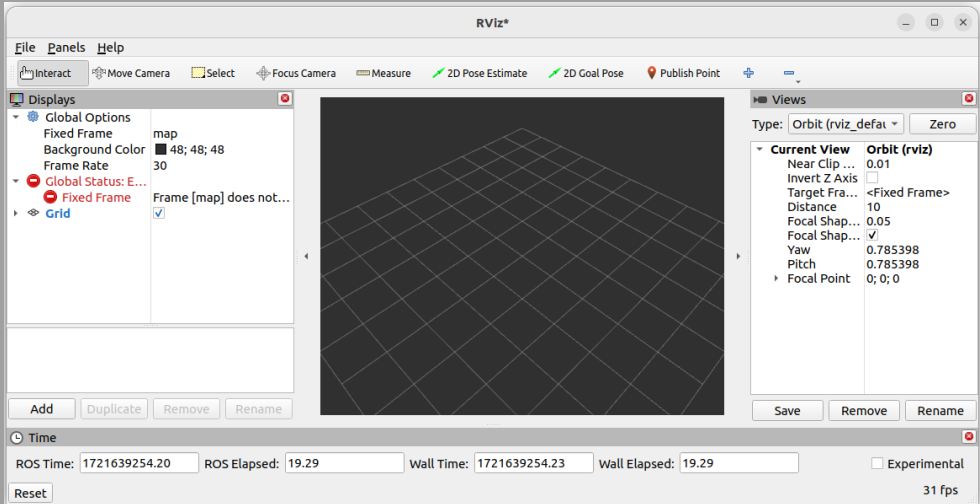 RViz*
File Panels Help
Interact Move Camera Select Focus Camera Measure 2D Pose Estimate 2D Goal Pose Publish Point
Displays
Global Options
Fixed Frame map
Background Color 48; 48; 48
Frame Rate 30
Global Status: E...
Fixed Frame Frame [map] does not...
Grid
Add Duplicate Remove Rename
Views
Type: Orbit (rviz_defau Zero
Current View Orbit (rviz)
Near Clip ... 0.01
Invert Z Axis
Target Fra... <Fixed Frame>
Distance 10
Focal Shap... 0.05
Focal Shap...
Yaw 0.785398
Pitch 0.785398
Focal Point 0; 0; 0
Save Remove Rename
Time
ROS Time: 1721639254.20 ROS Elapsed: 19.29 Wall Time: 1721639254.23 Wall Elapsed: 19.29 Experimental
Reset 31 fps